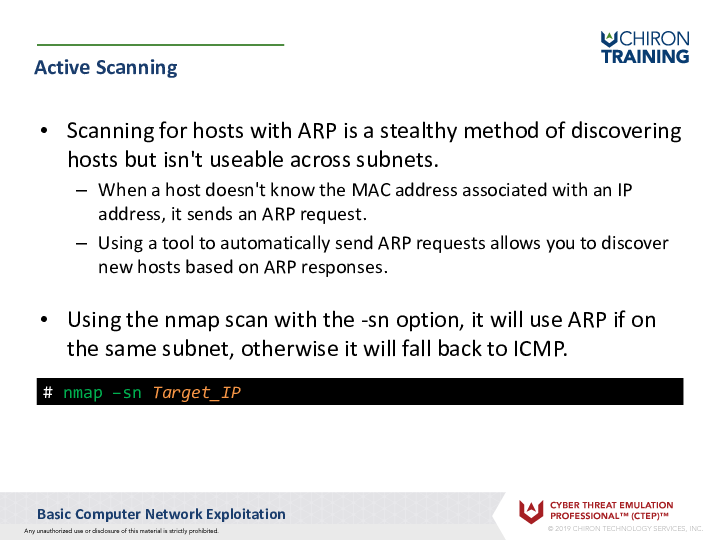 CHIRON
TRAINING
Active Scanning
• Scanning for hosts with ARP is a stealthy method of discovering
hosts but isn't useable across subnets.
– When a host doesn't know the MAC address associated with an IP
address, it sends an ARP request.
– Using a tool to automatically send ARP requests allows you to discover
new hosts based on ARP responses.
• Using the nmap scan with the -sn option, it will use ARP if on
the same subnet, otherwise it will fall back to ICMP.
# nmap –sn Target_IP
Basic Computer Network Exploitation
Any unauthorized use or disclosure of this material is strictly prohibited.
CYBER THREAT EMULATION
PROFESSIONAL™ (CTEP)™
© 2019 CHIRON TECHNOLOGY SERVICES, INC.